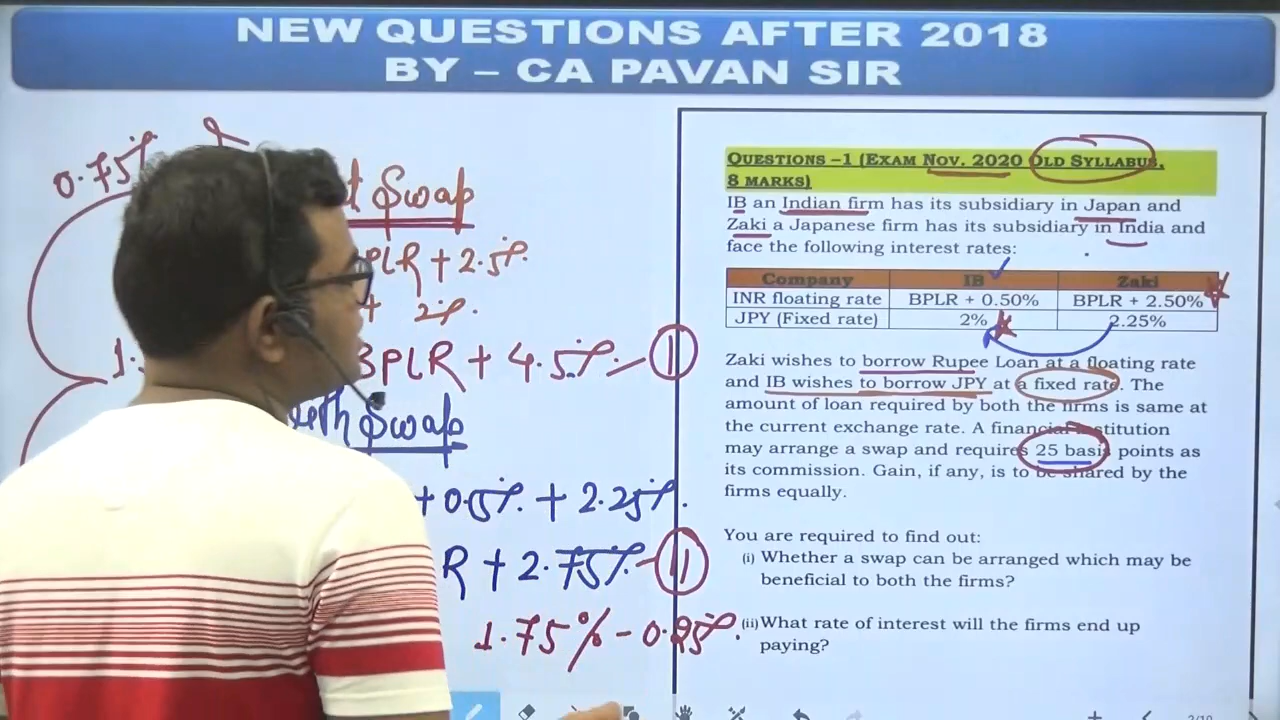 NEW QUESTIONS AFTER 2018
BY – CA PAVAN SIR
0.75%
Swap
PLR + 2.5%
+ 2%
BPLR + 4.5%
1
Swap
+ 0.5% + 2.25%
R + 2.75%
11
1.75% - 0.25%
QUESTIONS –1 (EXAM NOV. 2020 OLD SYLLABUS, 
8 MARKS)
IB an Indian firm has its subsidiary in Japan and
Zaki a Japanese firm has its subsidiary in India and
face the following interest rates:
Company IB Zaki
INR floating rate BPLR + 0.50% BPLR + 2.50%
JPY (Fixed rate) 2% 2.25%
Zaki wishes to borrow Rupee Loan at a floating rate
and IB wishes to borrow JPY at a fixed rate. The
amount of loan required by both the firms is same at
the current exchange rate. A financial institution
may arrange a swap and requires 25 basis points as
its commission. Gain, if any, is to be shared by the
firms equally.
You are required to find out:
(i) Whether a swap can be arranged which may be
beneficial to both the firms?
(ii) What rate of interest will the firms end up
paying?